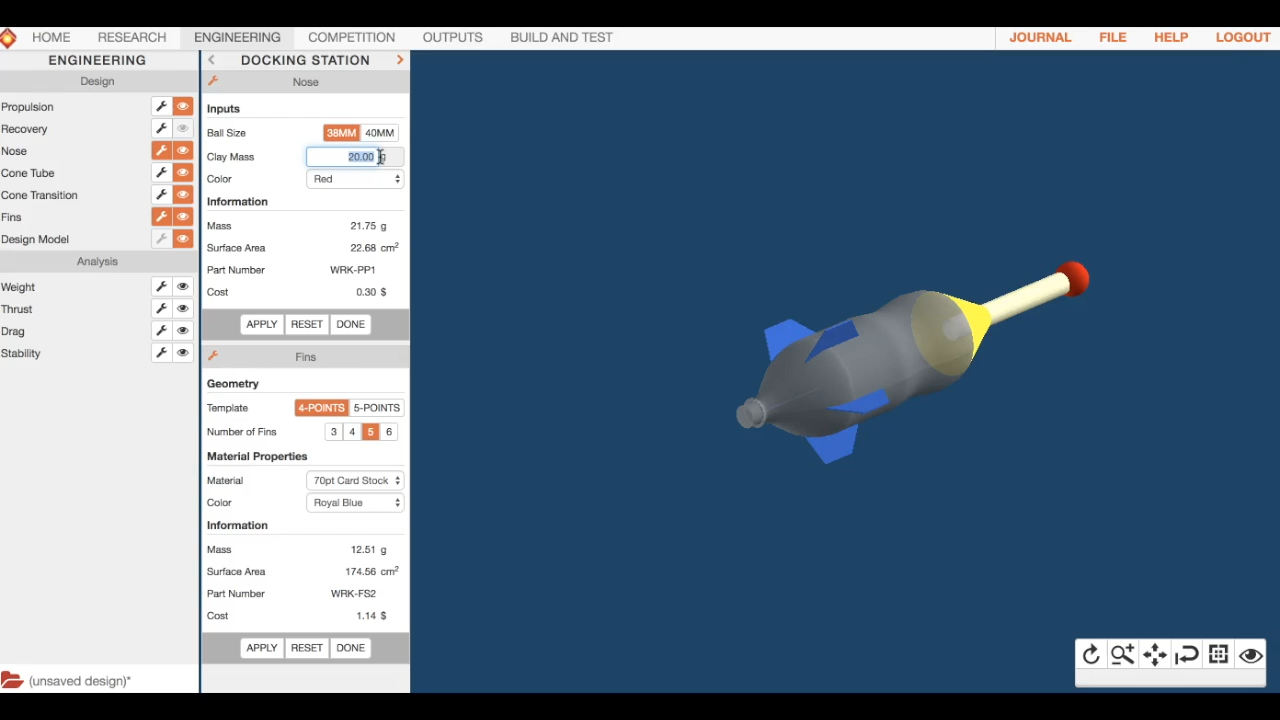 HOME RESEARCH ENGINEERING COMPETITION OUTPUTS BUILD AND TEST JOURNAL FILE HELP LOGOUT
ENGINEERING
Design
Propulsion
Recovery
Nose
Cone Tube
Cone Transition
Fins
Design Model
Analysis
Weight
Thrust
Drag
Stability
(unsaved design)*
DOCKING STATION
Nose
Inputs
Ball Size 38MM 40MM
Clay Mass 20.00
Color Red
Information
Mass 21.75 g
Surface Area 22.68 cm²
Part Number WRK-PP1
Cost 0.30 $
APPLY RESET DONE
Fins
Geometry
Template 4-POINTS 5-POINTS
Number of Fins 3 4 5 6
Material Properties
Material 70pt Card Stock
Color Royal Blue
Information
Mass 12.51 g
Surface Area 174.56 cm²
Part Number WRK-FS2
Cost 1.14 $
APPLY RESET DONE